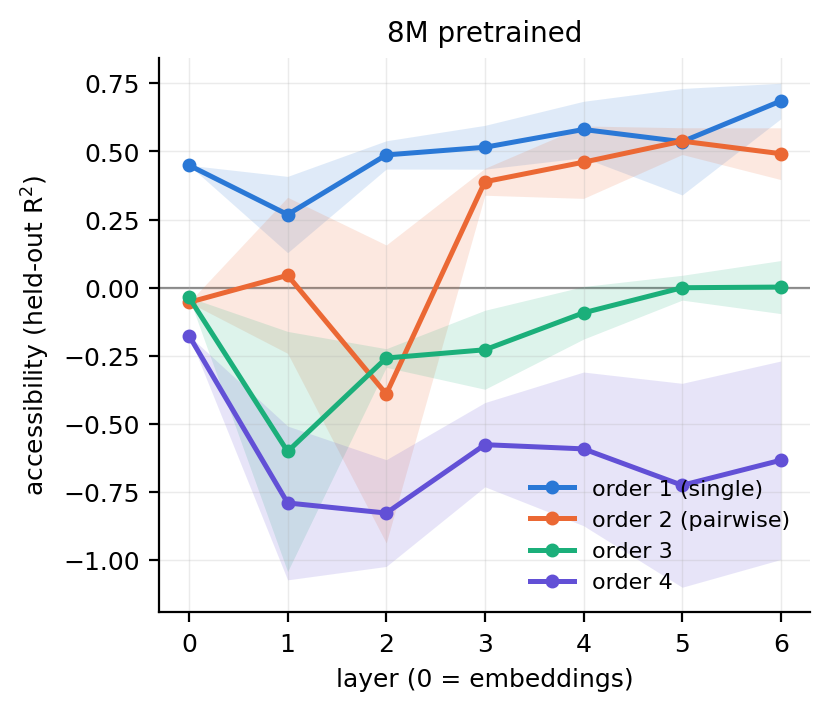 8M pretrained
accessibility (held-out R²)
0.75
0.50
0.25
0.00
−0.25
−0.50
−0.75
−1.00
order 1 (single)
order 2 (pairwise)
order 3
order 4
0 1 2 3 4 5 6
layer (0 = embeddings)